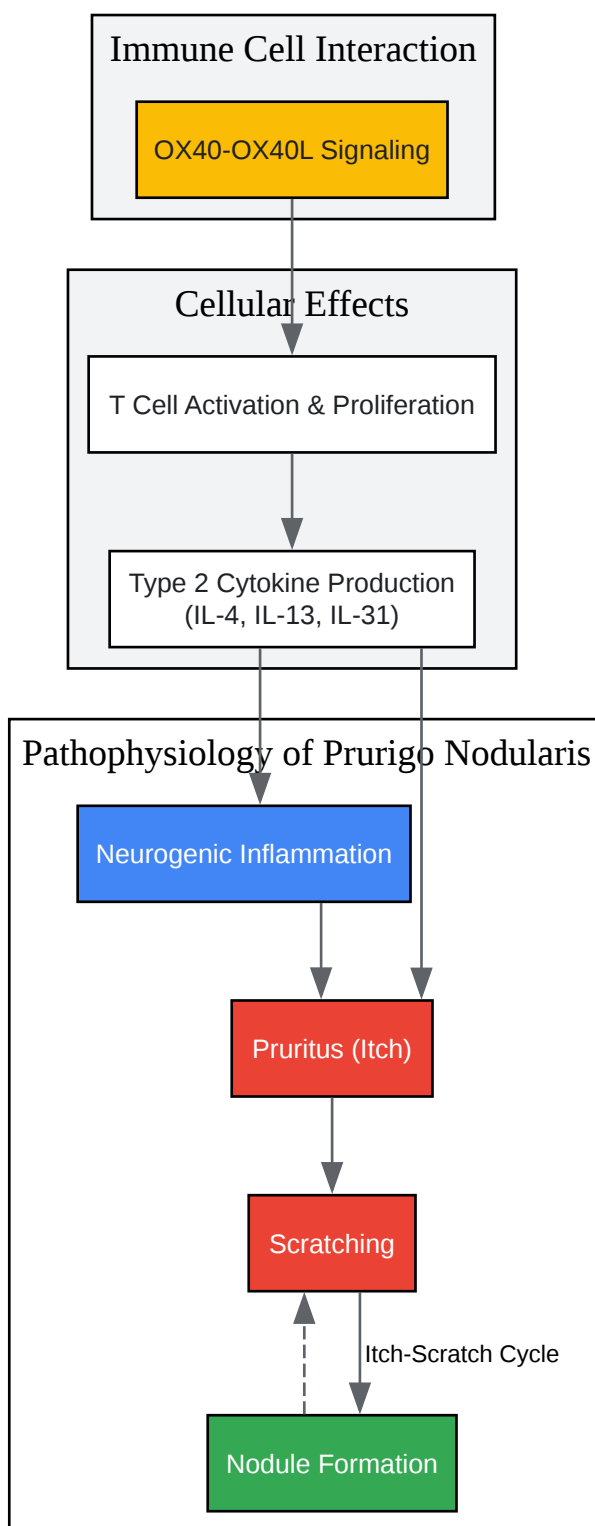 Immune Cell Interaction
OX40-OX40L Signaling
Cellular Effects
T Cell Activation & Proliferation
Type 2 Cytokine Production
(IL-4, IL-13, IL-31)
Pathophysiology of Prurigo Nodularis
Neurogenic Inflammation
Pruritus (Itch)
Scratching
Itch-Scratch Cycle
Nodule Formation